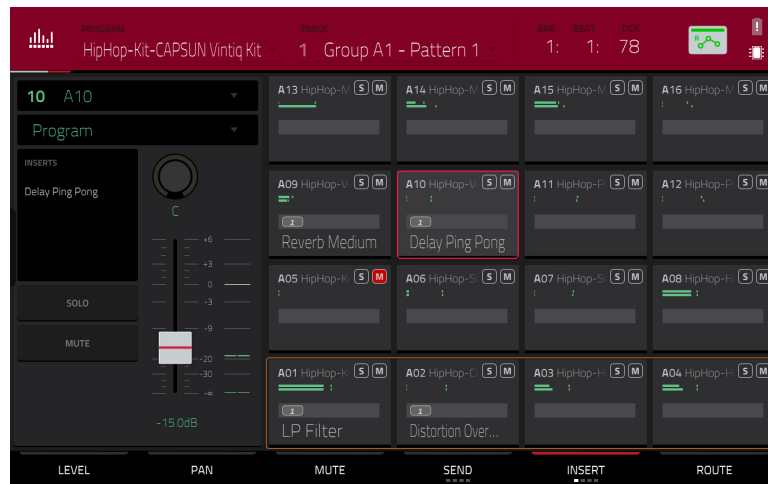 PROGRAM
HipHop-Kit-CAPSUN Vintiq Kit
TRACK
1 Group A1 - Pattern 1
BAR BEAT TICK
1: 1: 78
R
10 A10
Program
INSERTS
Delay Ping Pong
C
+6
+3
0
-3
-9
-20
-30
-∞
-15.0dB
SOLO
MUTE
A13 HipHop-M S M
A14 HipHop-M S M
A15 HipHop-M S M
A16 HipHop-M S M
A09 HipHop-V S M
1
Reverb Medium
A10 HipHop-V S M
1
Delay Ping Pong
A11 HipHop-P S M
A12 HipHop-P S M
A05 HipHop-K S M
A06 HipHop-S S M
A07 HipHop-S S M
A08 HipHop-H S M
A01 HipHop-K S M
1
LP Filter
A02 HipHop-C S M
1
Distortion Over...
A03 HipHop-H S M
A04 HipHop-H S M
LEVEL PAN MUTE SEND INSERT ROUTE